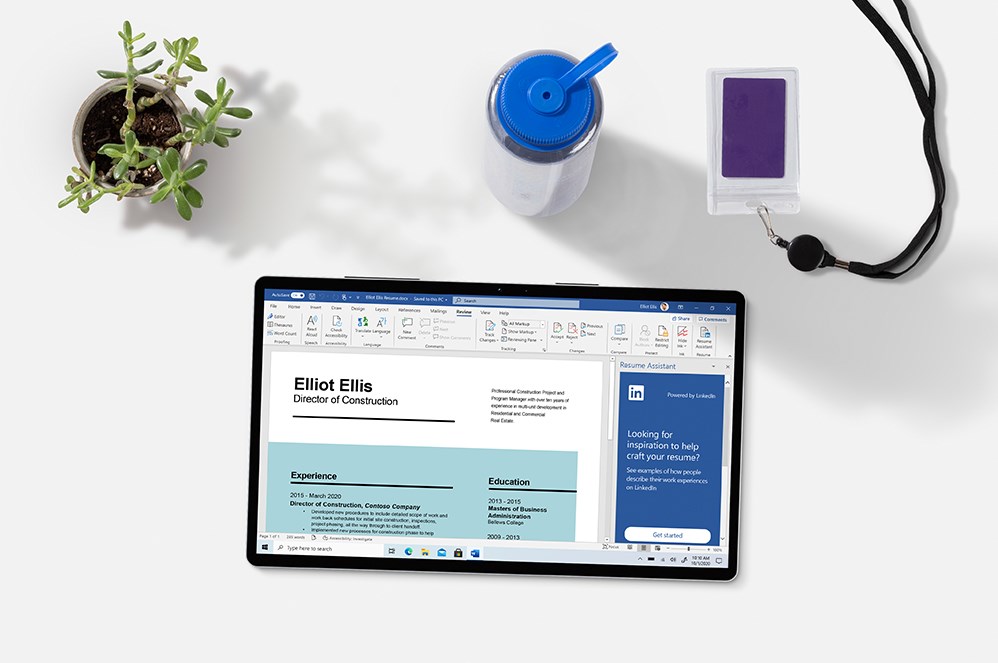 AutoSave
Elliot Ellis Resume.docx - Saved to this PC
Search
Elliot Ellis
File Home Insert Draw Design Layout References Mailings Review View Help
Share Comments
Editor
Thesaurus
Word Count
Proofing
Read
Aloud
Speech
Check
Accessibility
Accessibility
Translate Language
Language
New
Comment
Delete
Previous
Next
Show Comments
Comments
Track
Changes
All Markup
Show Markup
Reviewing Pane
Tracking
Accept Reject
Previous
Next
Changes
Compare
Compare
Block
Authors
Restrict
Editing
Protect
Hide
Ink
Ink
Resume
Assistant
Resume
Elliot Ellis
Director of Construction
Professional Construction Project and
Program Manager with over ten years of
experience in multi-unit development in
Residential and Commercial
Real Estate.
Experience
2015 - March 2020
Director of Construction, Contoso Company
Developed new procedures to include detailed scope of work and
work back schedules for initial site construction, inspections,
project phasing, all the way through to client handoff.
Implemented new processes for construction phase to help
Education
2013 - 2015
Masters of Business
Administration
Bellows College
2009 - 2013
Resume Assistant
in
Powered by LinkedIn
Looking for
inspiration to help
craft your resume?
See examples of how people
describe their work experiences
on LinkedIn
Get started
Page 1 of 1
Accessibility: Investigate
Focus
100%
Type here to search
10:10 AM
10/1/2020